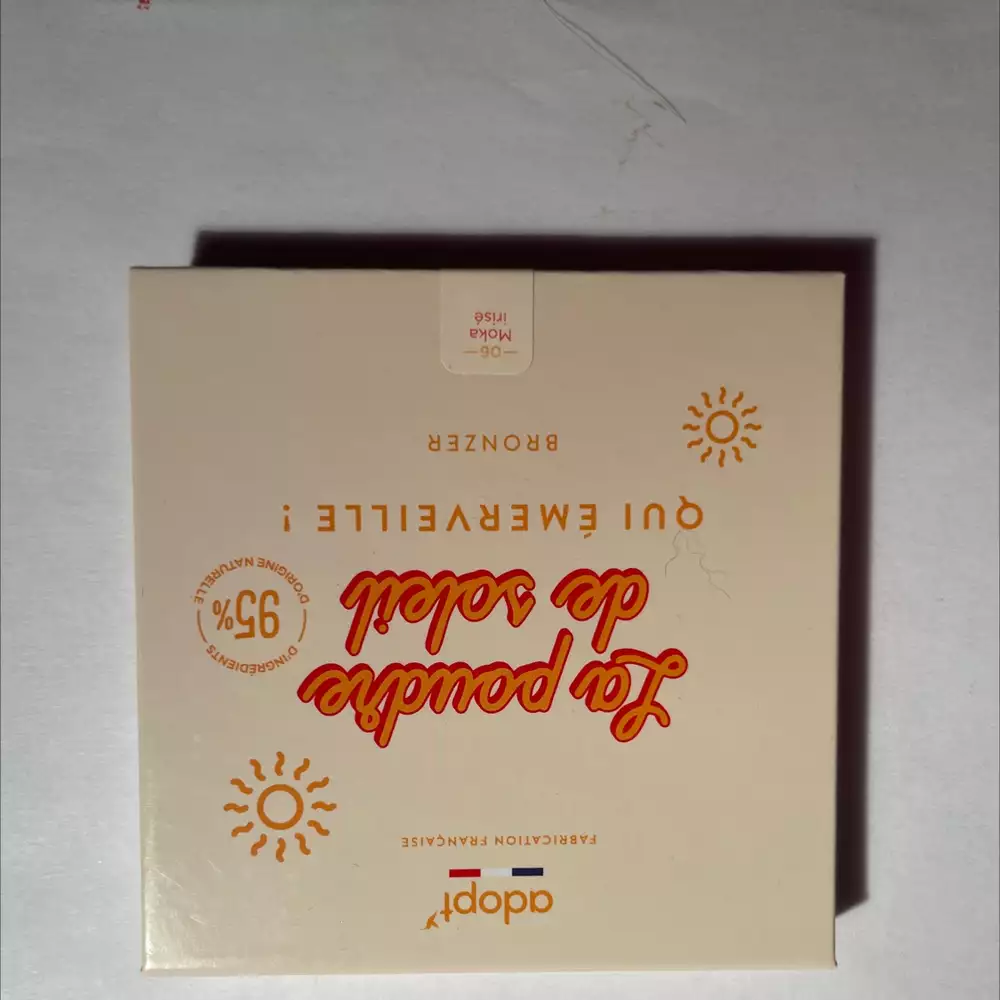 adopt
FABRICATION FRANÇAISE
La poudre
de soleil
D'INGRÉDIENTS
95%
D'ORIGINE NATURELLE
QUI ÉMERVEILLE !
BRONZER
—06—
Moka
irisé